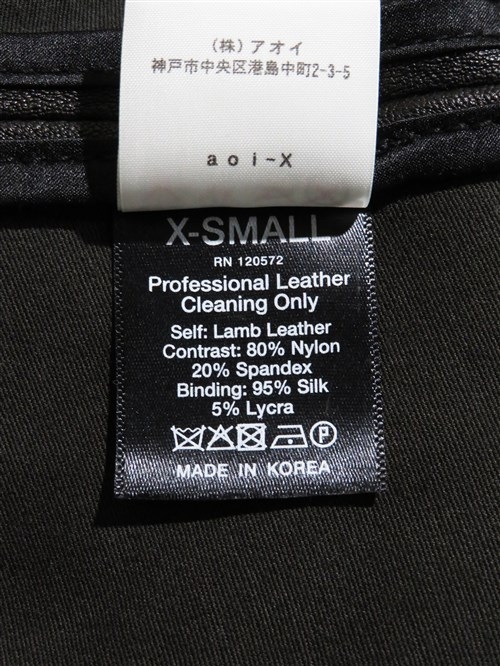 (株)アオイ
神戸市中央区港島中町2-3-5
aoi-X
X-SMALL
RN 120572
Professional Leather
Cleaning Only
Self: Lamb Leather
Contrast: 80% Nylon
20% Spandex
Binding: 95% Silk
5% Lycra
P
MADE IN KOREA